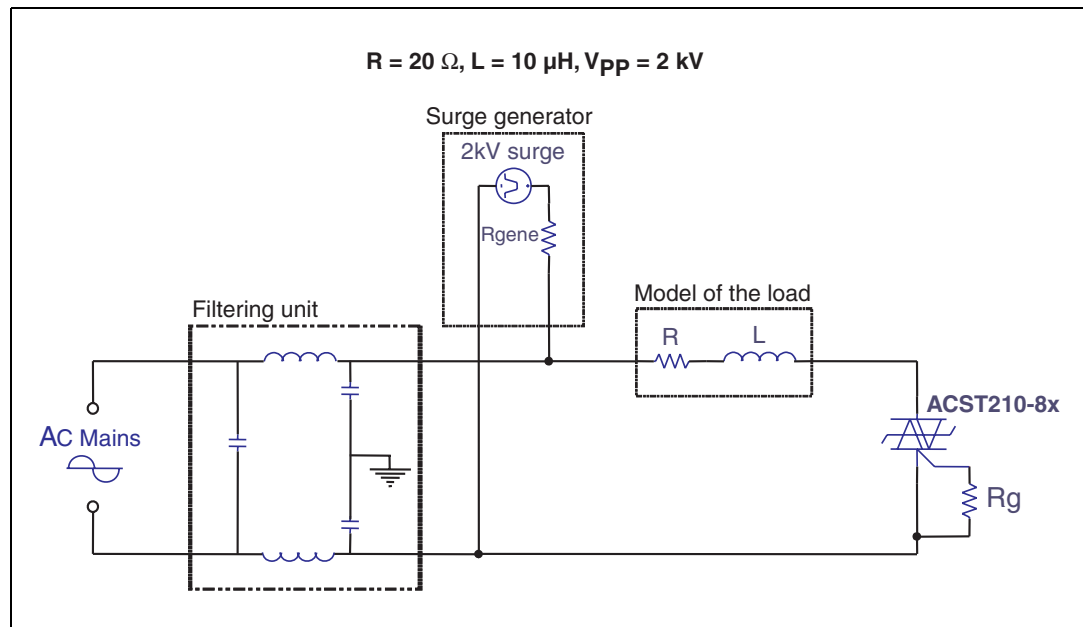 R = 20 Ω, L = 10 µH, VPP = 2 kV
Surge generator
2kV surge
Rgene
Filtering unit
Model of the load
R
L
ACST210-8x
AC Mains
Rg